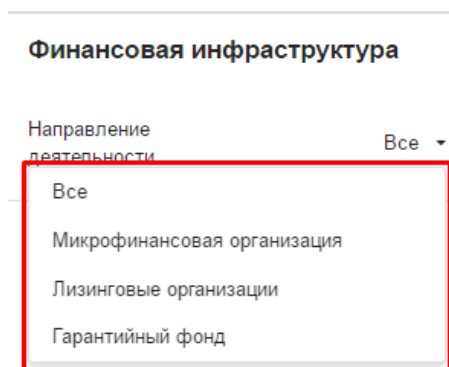 Финансовая инфраструктура
Направление
деятельности
Все
Все
Микрофинансовая организация
Лизинговые организации
Гарантийный фонд